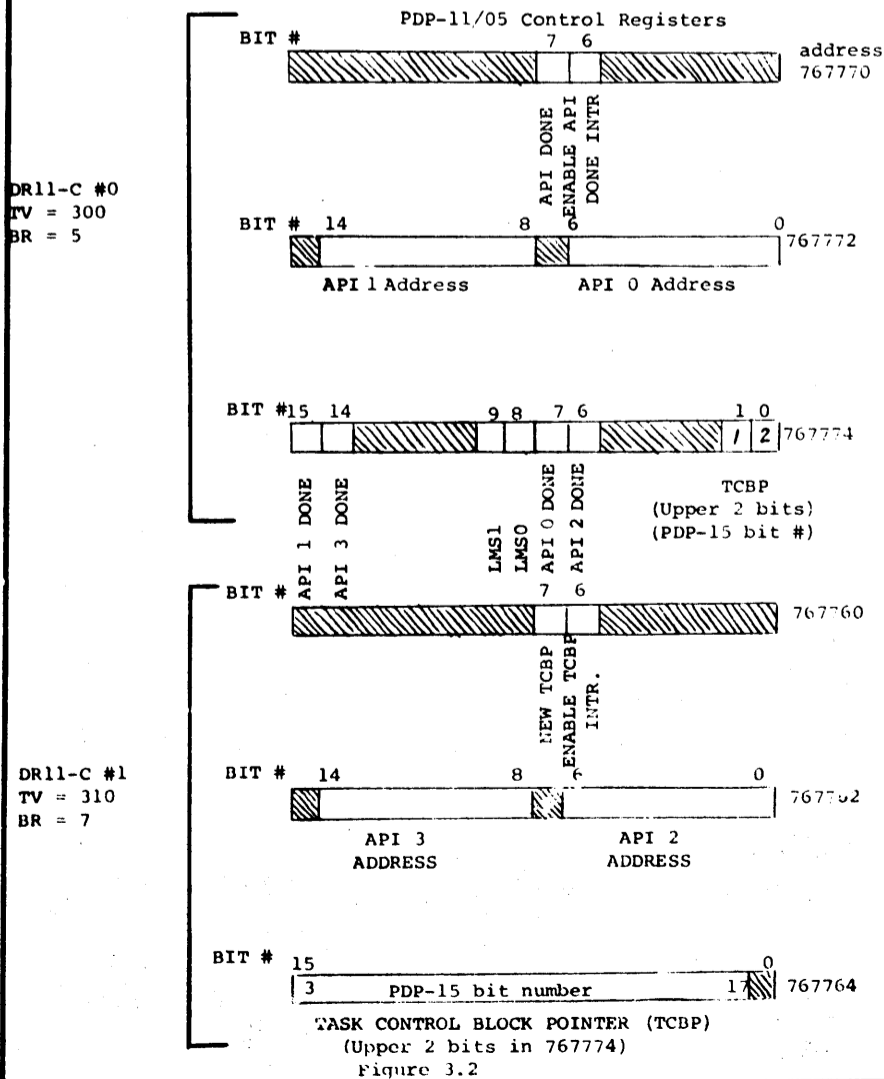 PDP-11/05 Control Registers
BIT # 7 6
address
767770
API DONE
ENABLE API
DONE INTR
DR11-C #0
TV = 300
BR = 5
BIT # 14 8 6 0
767772
API 1 Address API 0 Address
BIT # 15 14 9 8 7 6 1 0
1 2 767774
API 1 DONE
API 3 DONE
LMS1
LMS0
API 0 DONE
API 2 DONE
TCBP
(Upper 2 bits)
(PDP-15 bit #)
BIT # 7 6
767760
NEW TCBP
ENABLE TCBP
INTR.
DR11-C #1
TV = 310
BR = 7
BIT # 14 8 6 0
API 3 API 2
ADDRESS ADDRESS
BIT # 15 0
3 PDP-15 bit number 17 767764
TASK CONTROL BLOCK POINTER (TCBP)
(Upper 2 bits in 767774)
Figure 3.2